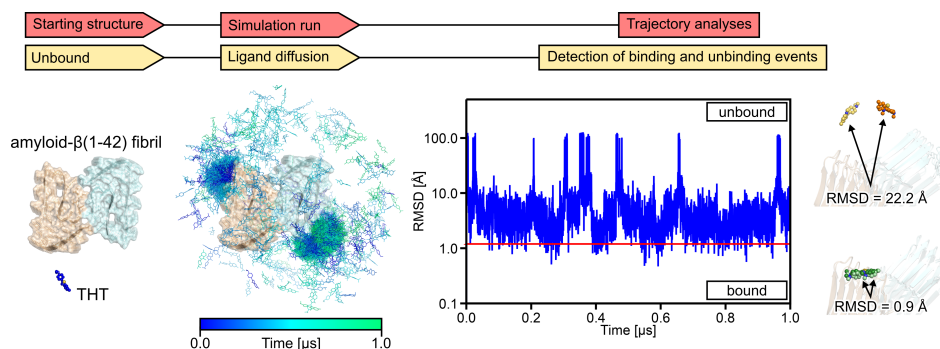 Starting structure
Simulation run
Trajectory analyses
Unbound
Ligand diffusion
Detection of binding and unbinding events
amyloid-β(1-42) fibril
THT
0.0
1.0
Time [µs]
RMSD [Å]
100.0
10.0
1.0
0.1
unbound
bound
0.0 0.2 0.4 0.6 0.8 1.0
Time [µs]
RMSD = 22.2 Å
RMSD = 0.9 Å